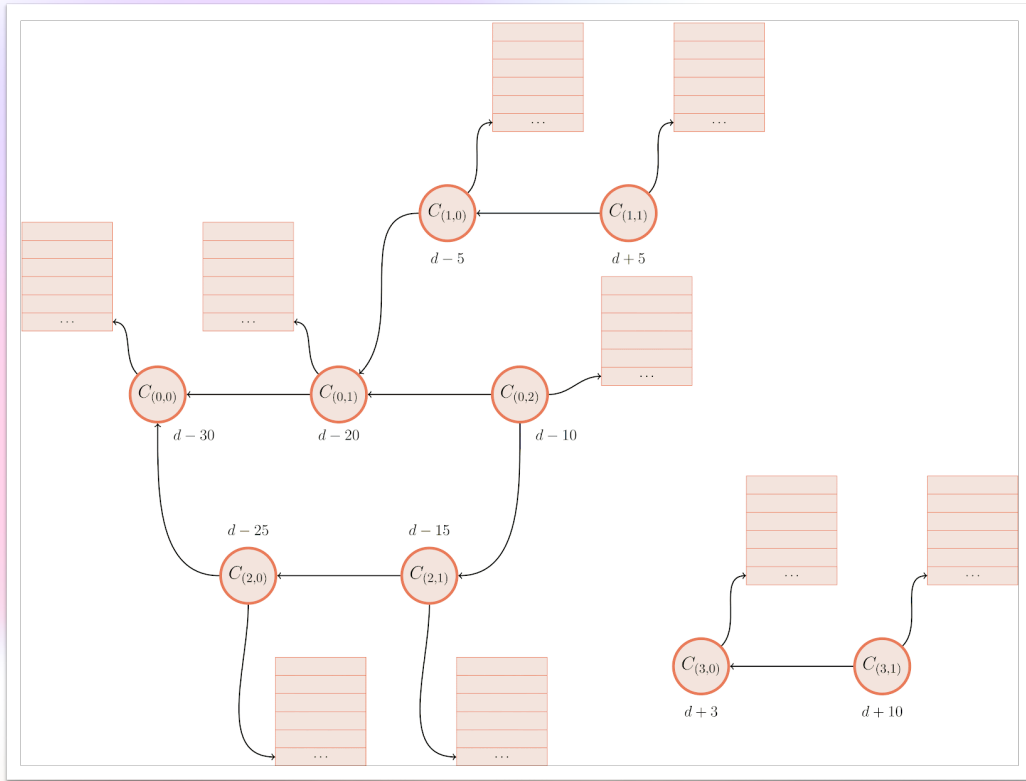 ...
...
C(1,0)
C(1,1)
d − 5
d + 5
...
...
...
C(0,0)
C(0,1)
C(0,2)
d − 30
d − 20
d − 10
d − 25
d − 15
C(2,0)
C(2,1)
...
...
C(3,0)
C(3,1)
d + 3
d + 10
...
...